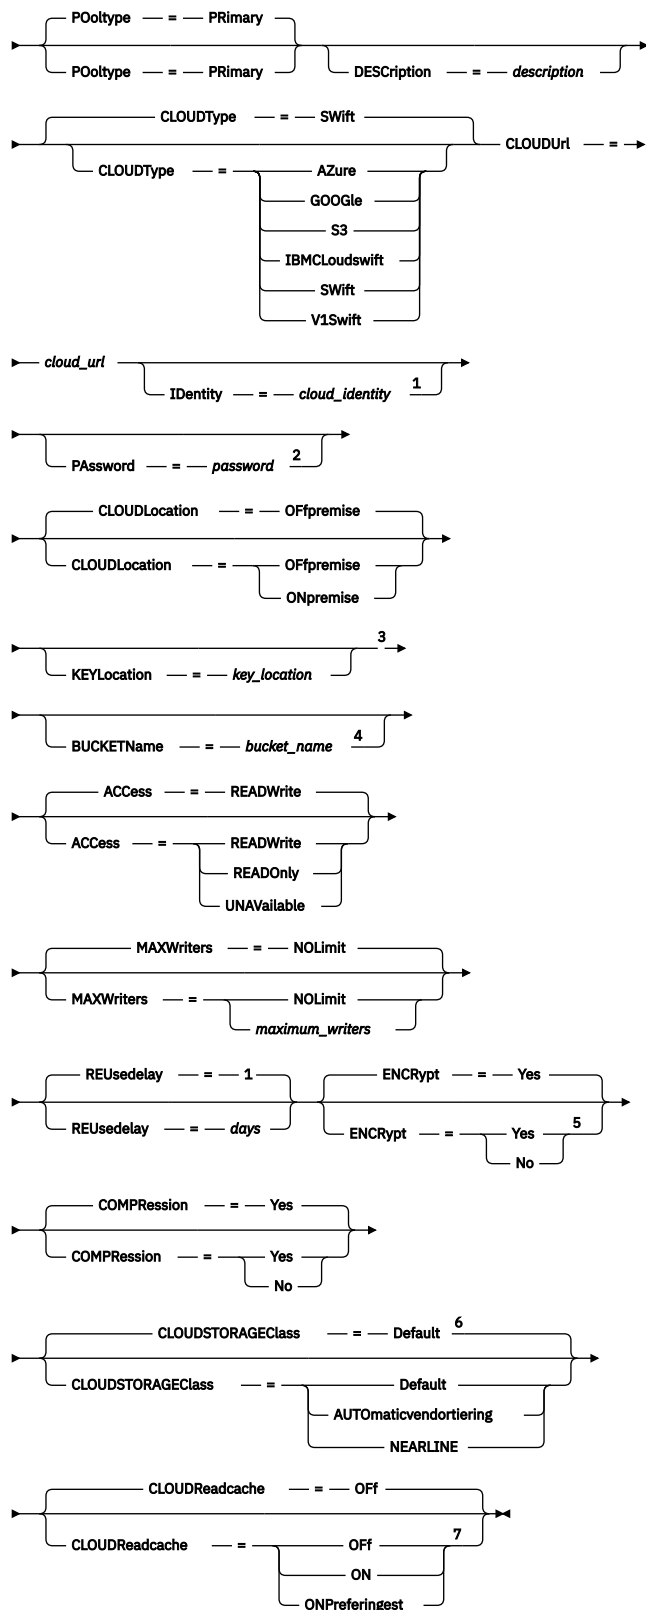 POoltype = PRimary
POoltype = PRimary DESCription = description
CLOUDType = SWift
CLOUDUrl =
CLOUDType = AZure
GOOGle
S3
IBMCLoudswift
SWift
V1Swift
cloud_url
IDentity = cloud_identity 1
PAssword = password 2
CLOUDLocation = OFfpremise
CLOUDLocation = OFfpremise
ONpremise
3
KEYLocation = key_location
BUCKETName = bucket_name 4
ACCess = READWrite
ACCess = READWrite
READOnly
UNAVailable
MAXWriters = NOLimit
MAXWriters = NOLimit
maximum_writers
REUsedelay = 1 ENCRypt = Yes
REUsedelay = days ENCRypt = Yes 5
No
COMPRession = Yes
COMPRession = Yes
No
CLOUDSTORAGEClass = Default 6
CLOUDSTORAGEClass = Default
AUTOmaticvendortiering
NEARLINE
CLOUDReadcache = OFf
CLOUDReadcache = OFf 7
ON
ONPreferingest